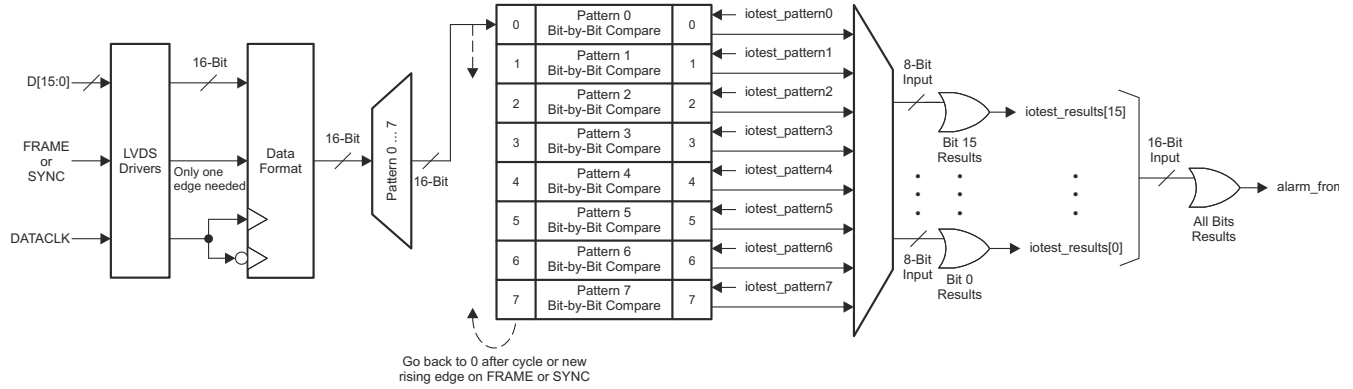 D[15:0]
FRAME
or
SYNC
DATACLK
LVDS
Drivers
16-Bit
Only one
edge needed
Data
Format
16-Bit
Pattern 0 ... 7
16-Bit
0
Pattern 0
Bit-by-Bit Compare
0
iotest_pattern0
1
Pattern 1
Bit-by-Bit Compare
1
iotest_pattern1
2
Pattern 2
Bit-by-Bit Compare
2
iotest_pattern2
3
Pattern 3
Bit-by-Bit Compare
3
iotest_pattern3
4
Pattern 4
Bit-by-Bit Compare
4
iotest_pattern4
5
Pattern 5
Bit-by-Bit Compare
5
iotest_pattern5
6
Pattern 6
Bit-by-Bit Compare
6
iotest_pattern6
7
Pattern 7
Bit-by-Bit Compare
7
iotest_pattern7
Go back to 0 after cycle or new
rising edge on FRAME or SYNC
8-Bit
Input
Bit 15
Results
iotest_results[15]
8-Bit
Input
Bit 0
Results
iotest_results[0]
16-Bit
Input
All Bits
Results
alarm_from